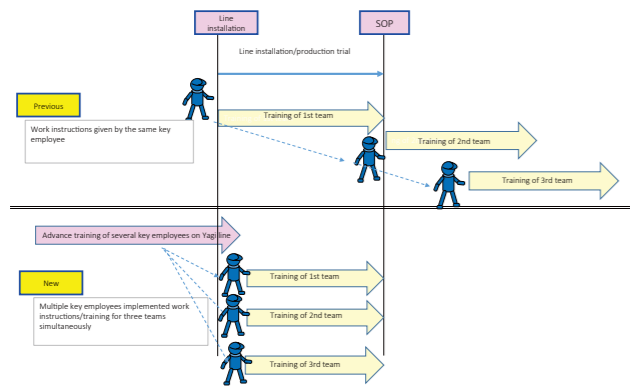 Line
installation
SOP
Line installation/production trial
Previous
Training of 1st team
Work instructions given by the same key
employee
Training of 2nd team
Training of 3rd team
Advance training of several key employees on Yagi line
New
Training of 1st team
Multiple key employees implemented work
instructions/training for three teams
simultaneously
Training of 2nd team
Training of 3rd team